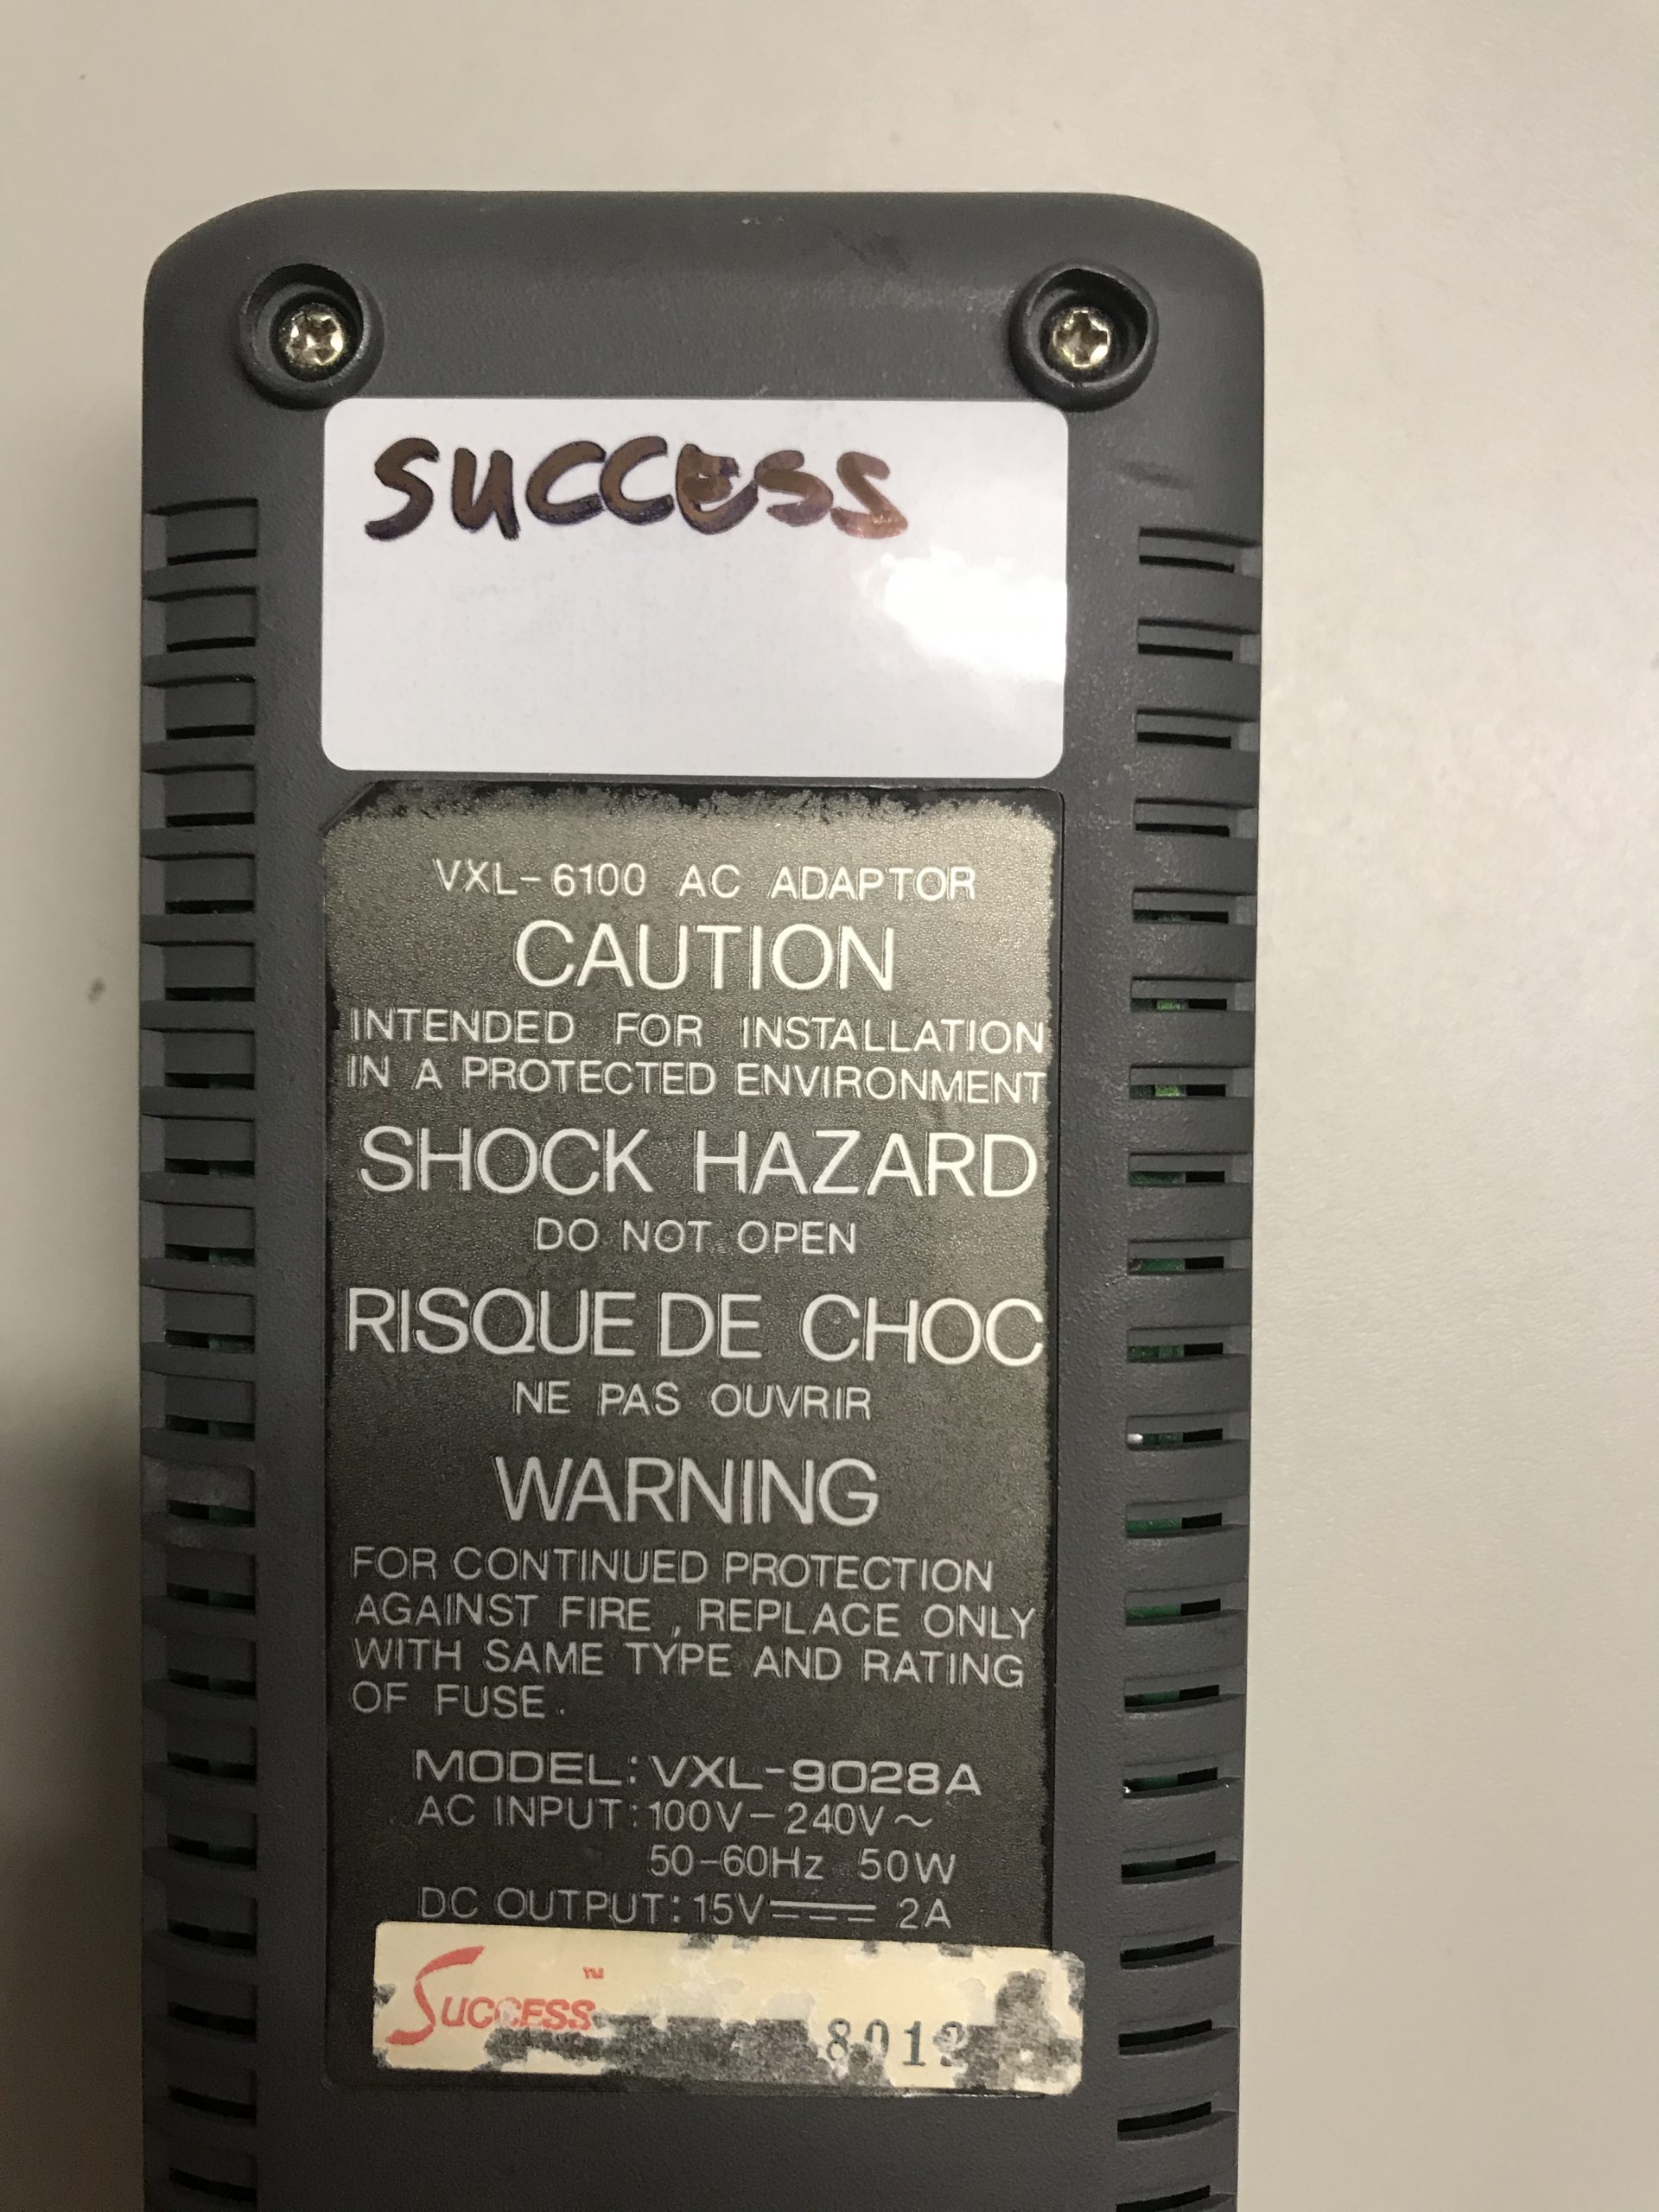 SUCCESS
VXL-6100 AC ADAPTOR
CAUTION
INTENDED FOR INSTALLATION
IN A PROTECTED ENVIRONMENT
SHOCK HAZARD
DO NOT OPEN
RISQUE DE CHOC
NE PAS OUVRIR
WARNING
FOR CONTINUED PROTECTION
AGAINST FIRE , REPLACE ONLY
WITH SAME TYPE AND RATING
OF FUSE .
MODEL: VXL-9028A
AC INPUT: 100V-240V~
50-60Hz 50W
DC OUTPUT: 15V⎓ 2A
SUCCESS™